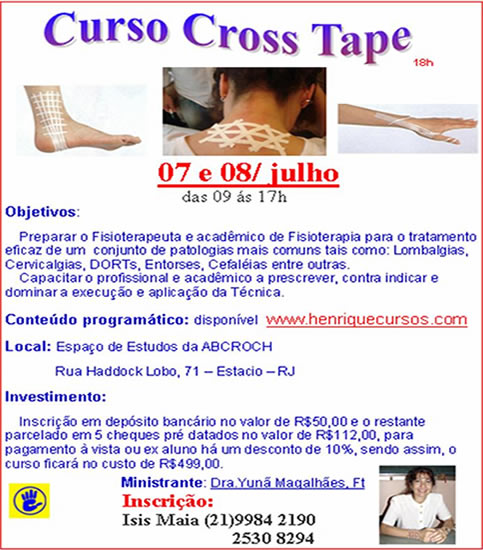 Curso Cross Tape
18h
07 e 08/ julho
das 09 ás 17h
Objetivos:
Preparar o Fisioterapeuta e acadêmico de Fisioterapia para o tratamento
eficaz de um conjunto de patologias mais comuns tais como: Lombalgias,
Cervicalgias, DORTs, Entorses, Cefaléias entre outras.
Capacitar o profissional e acadêmico a prescrever, contra indicar e
dominar a execução e aplicação da Técnica.
Conteúdo programático: disponível www.henriquecursos.com
Local: Espaço de Estudos da ABCROCH
Rua Haddock Lobo, 71 – Estacio – RJ
Investimento:
Inscrição em depósito bancário no valor de R$50,00 e o restante
parcelado em 5 cheques pré datados no valor de R$112,00, para
pagamento à vista ou ex aluno há um desconto de 10%, sendo assim, o
curso ficará no custo de R$499,00.
Ministrante: Dra.Yunã Magalhães, Ft
Inscrição:
Isis Maia (21)9984 2190
2530 8294